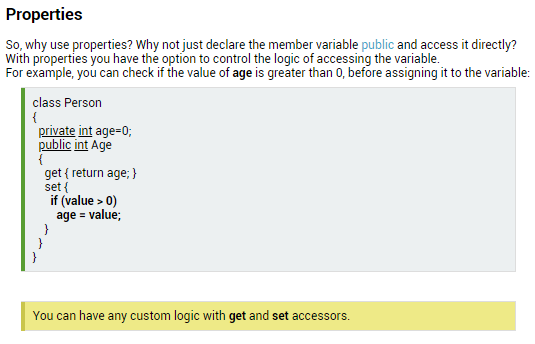 Properties
So, why use properties? Why not just declare the member variable public and access it directly?
With properties you have the option to control the logic of accessing the variable.
For example, you can check if the value of age is greater than 0, before assigning it to the variable:
class Person
{
private int age=0;
public int Age
{
get { return age; }
set {
if (value > 0)
age = value;
}
}
}
You can have any custom logic with get and set accessors.